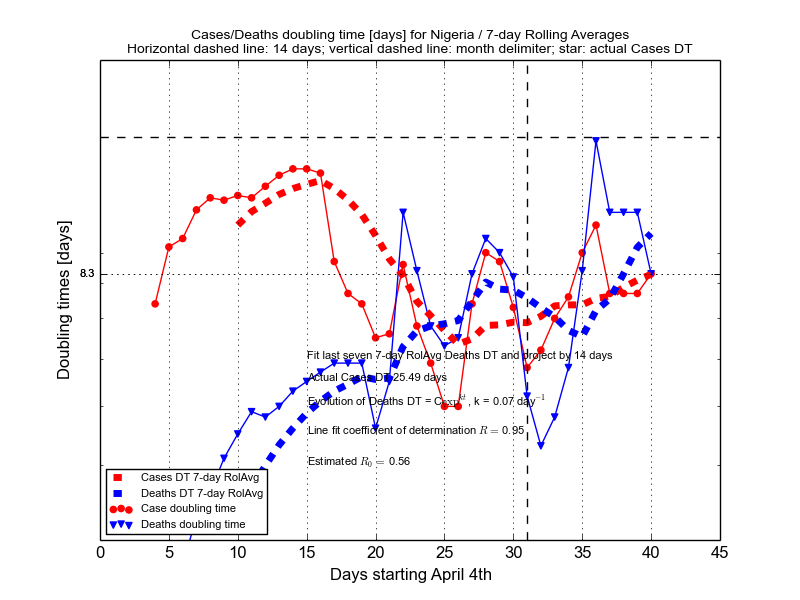 Cases/Deaths doubling time [days] for Nigeria / 7-day Rolling Averages
Horizontal dashed line: 14 days; vertical dashed line: month delimiter; star: actual Cases DT
Doubling times [days]
8.3
Fit last seven 7-day RolAvg Deaths DT and project by 14 days
Actual Cases DT 25.49 days
Evolution of Deaths DT = C exp^{kt}, k = 0.07 day^{-1}
Line fit coefficient of determination R = 0.95
Estimated R_0 = 0.56
Cases DT 7-day RolAvg
Deaths DT 7-day RolAvg
Case doubling time
Deaths doubling time
0 5 10 15 20 25 30 35 40 45
Days starting April 4th